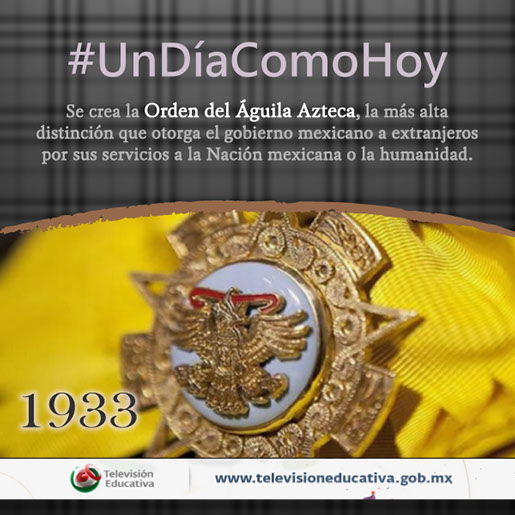 #UnDíaComoHoy
Se crea la Orden del Águila Azteca, la más alta
distinción que otorga el gobierno mexicano a extranjeros
por sus servicios a la Nación mexicana o la humanidad.
1933
Televisión
Educativa
www.televisioneducativa.gob.mx